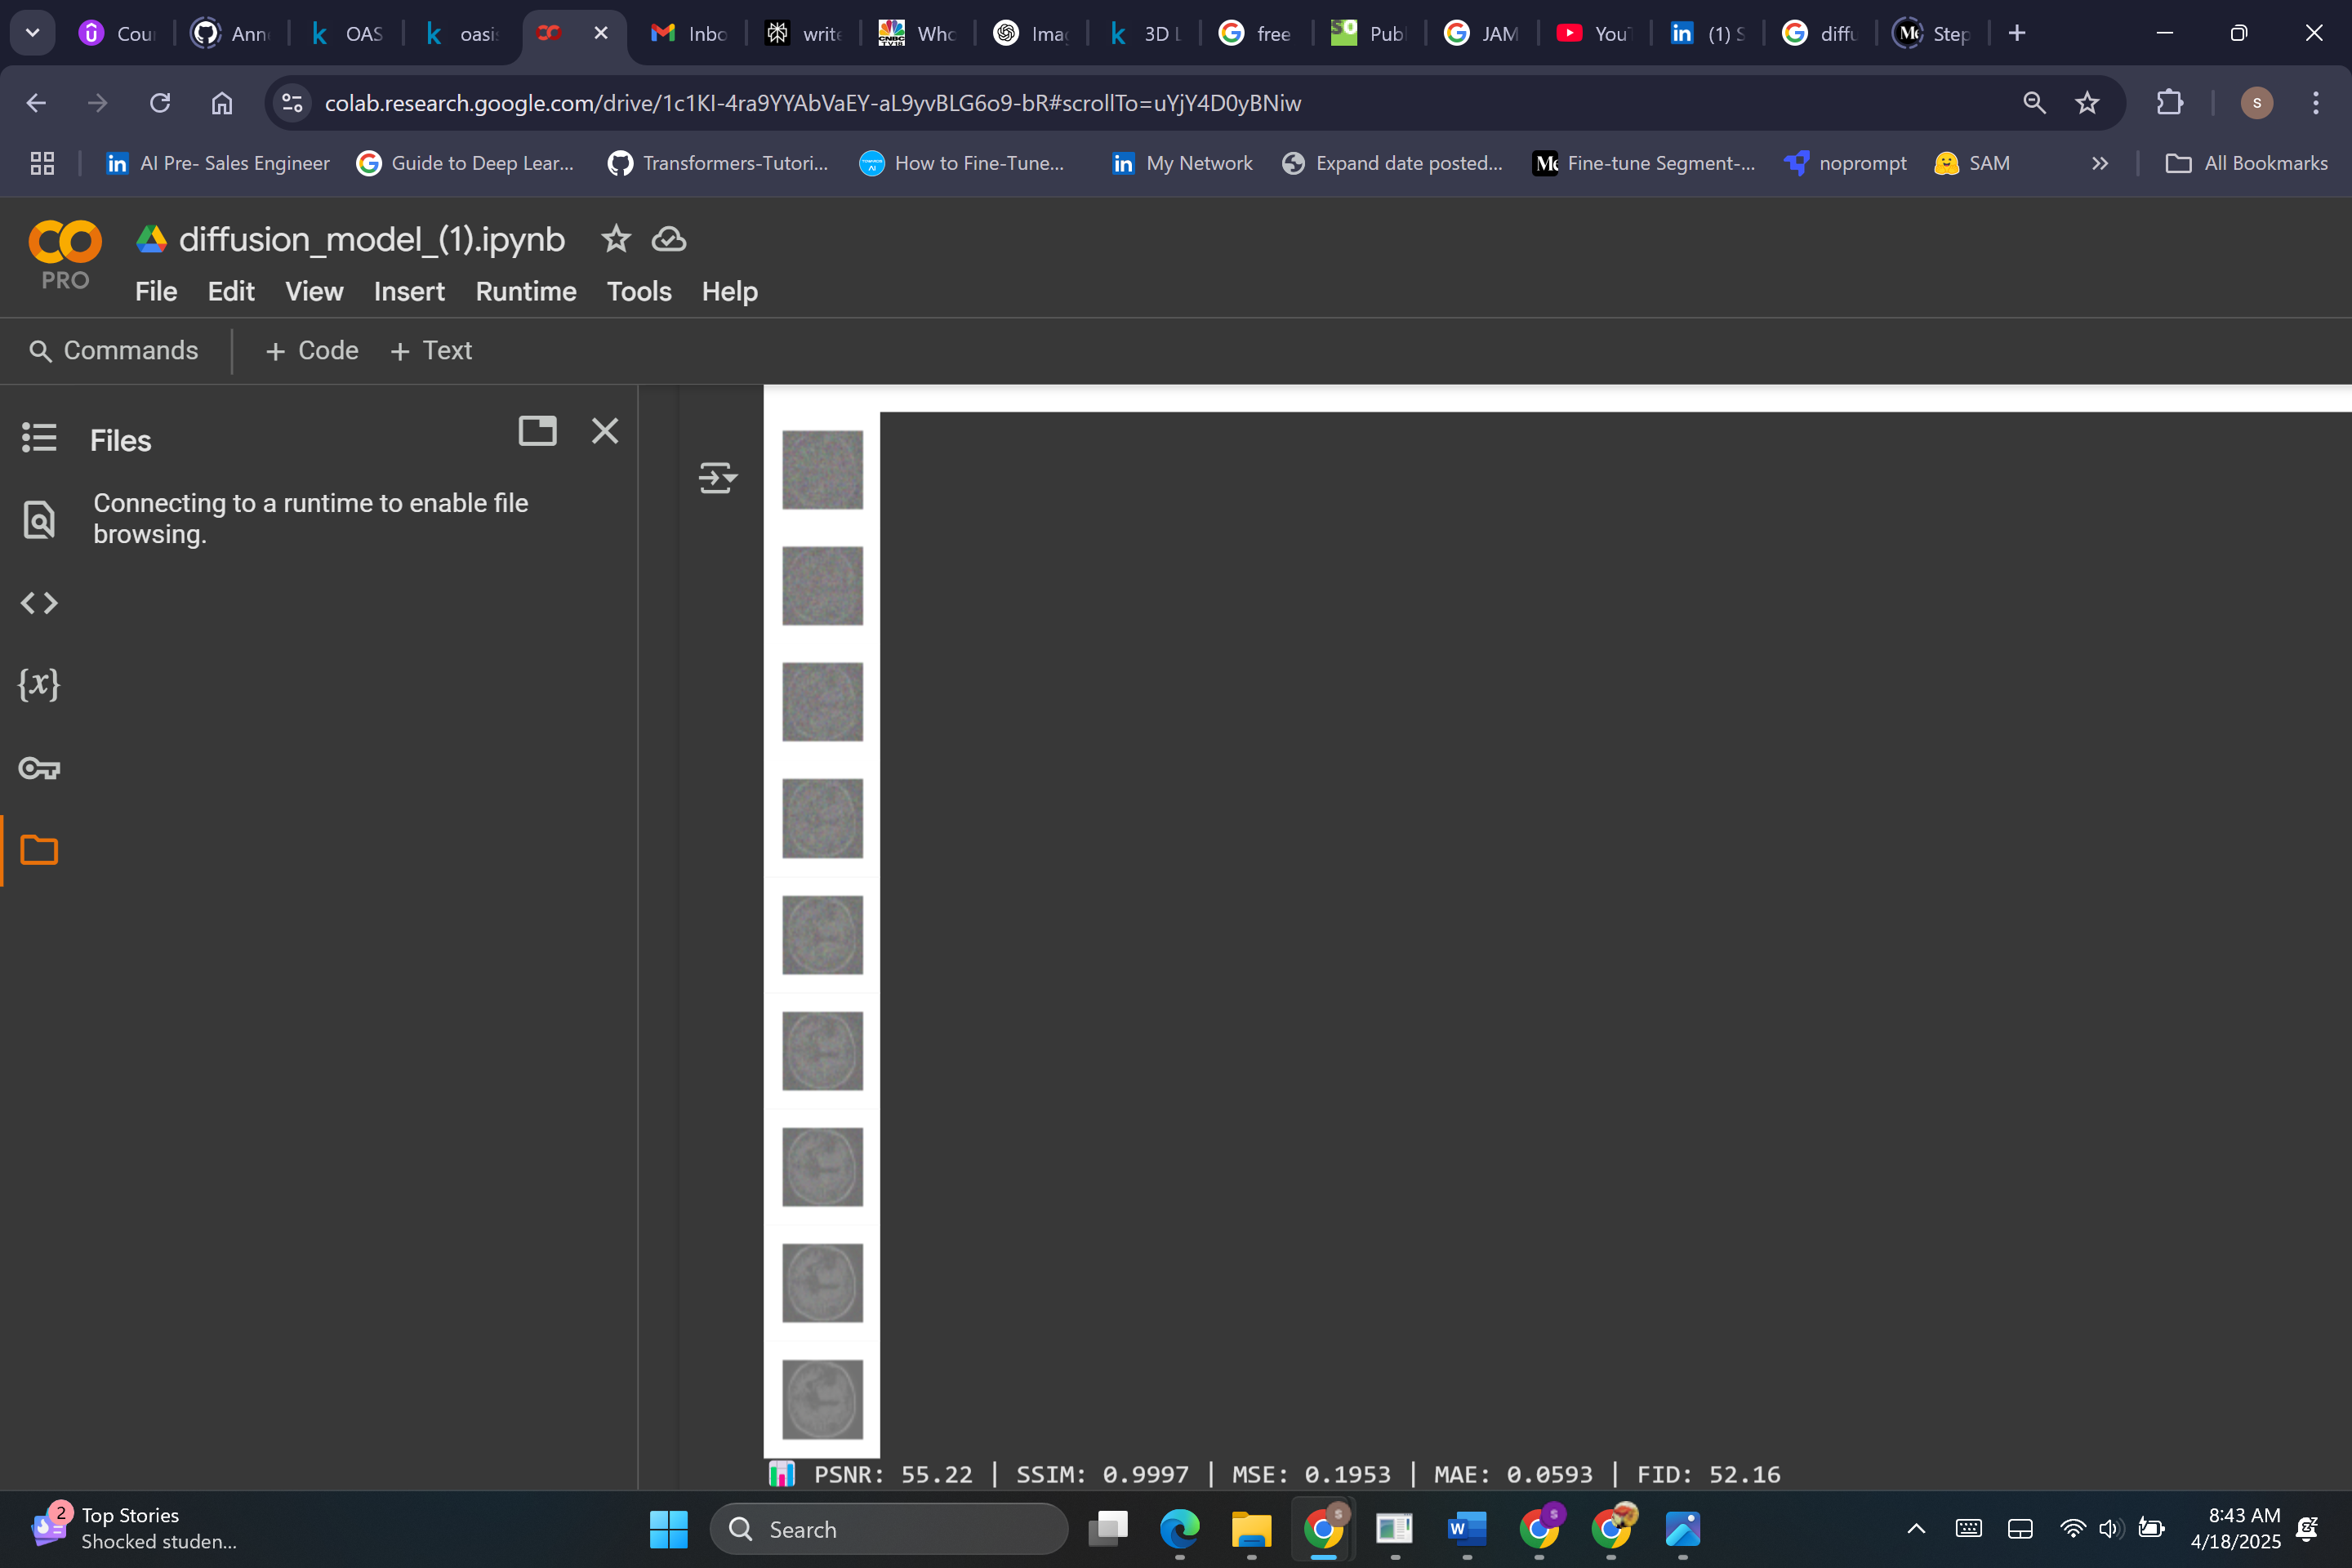 Cou
Ann
OAS
oasi
Inbo
write
Who
Imag
3D L
free
Publ
JAM
YouT
(1) S
diffu
Step
colab.research.google.com/drive/1c1KI-4ra9YYAbVaEY-aL9yvBLG6o9-bR#scrollTo=uYjY4D0yBNiw
S
AI Pre- Sales Engineer
Guide to Deep Lear...
Transformers-Tutori...
How to Fine-Tune...
My Network
Expand date posted...
Fine-tune Segment-...
noprompt
SAM
All Bookmarks
PRO
diffusion_model_(1).ipynb
File Edit View Insert Runtime Tools Help
Commands
+ Code + Text
Files
Connecting to a runtime to enable file
browsing.
{x}
PSNR: 55.22 | SSIM: 0.9997 | MSE: 0.1953 | MAE: 0.0593 | FID: 52.16
2
Top Stories
Shocked studen...
Search
8:43 AM
4/18/2025